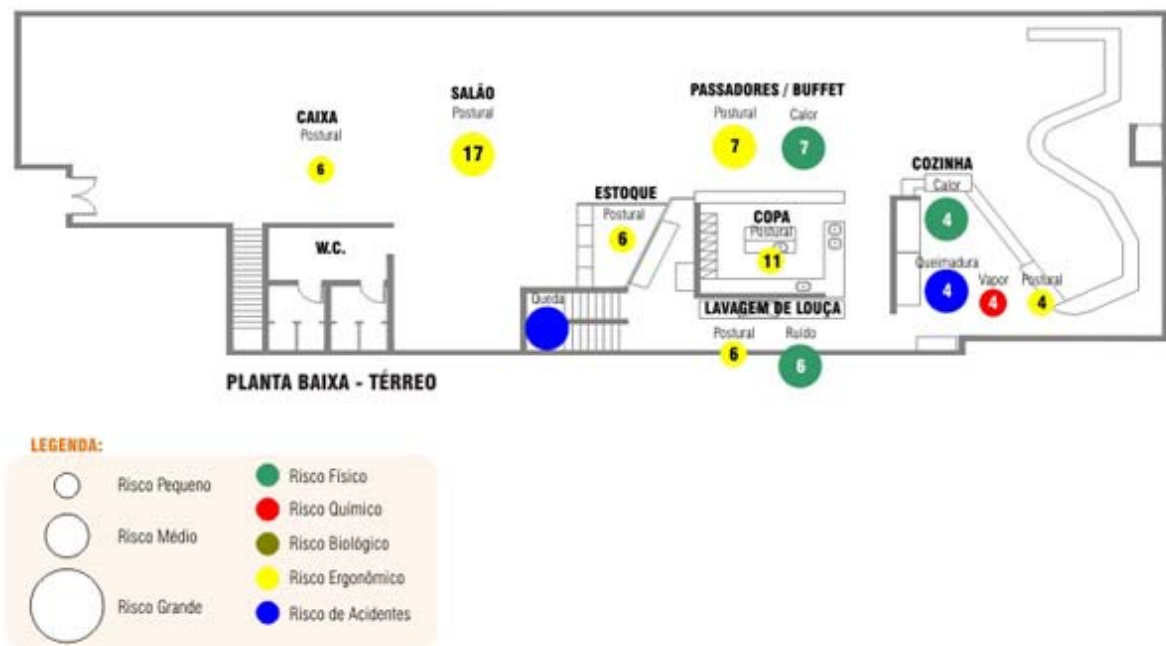 CAIXA
Postural
6
SALÃO
Postural
17
PASSADORES / BUFFET
Postural
Calor
7
7
ESTOQUE
Postural
6
COPA
Postural
11
COZINHA
Calor
4
Queimadura
4
Vapor
4
Postural
4
W.C.
Queda
LAVAGEM DE LOUÇA
Postural
Ruído
6
6
PLANTA BAIXA - TÉRREO
LEGENDA:
Risco Pequeno
Risco Médio
Risco Grande
Risco Físico
Risco Químico
Risco Biológico
Risco Ergonômico
Risco de Acidentes